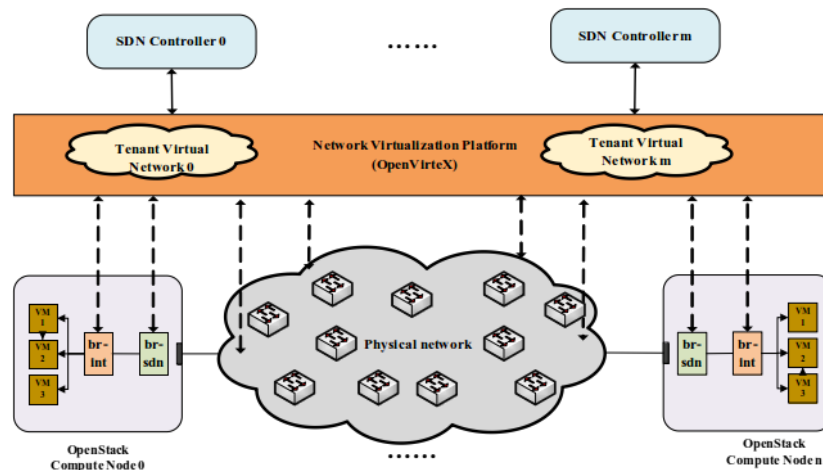 SDN Controller 0
......
SDN Controller m
Tenant Virtual
Network 0
Network Virtualization Platform
(OpenVirteX)
Tenant Virtual
Network m
VM
1
VM
2
VM
3
br-
int
br-
sdn
Physical network
br-
sdn
br-
int
VM
1
VM
2
VM
3
OpenStack
Compute Node 0
......
OpenStack
Compute Node n